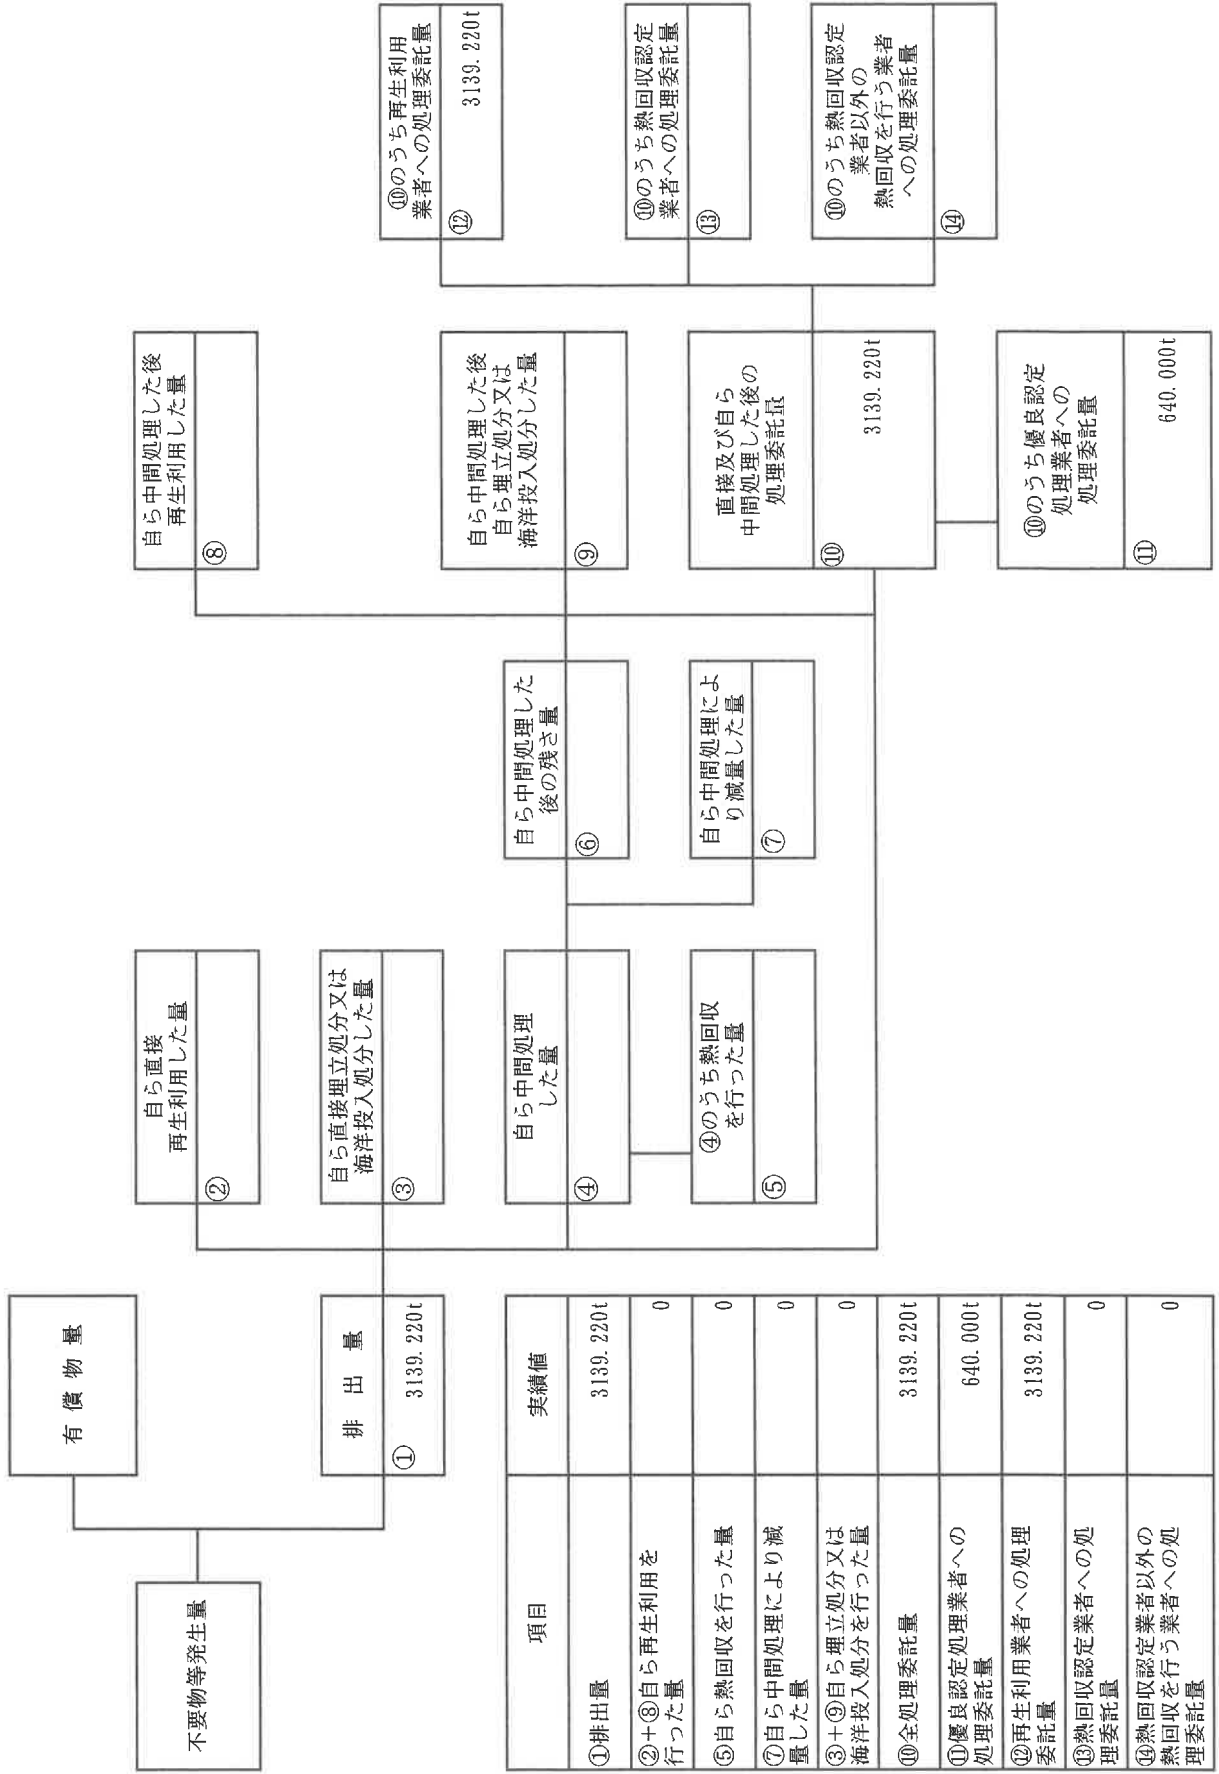 不要物等発生量
有 償 物 量
排 出 量
① 3139.220t
自ら直接
再生利用した量
②
自ら直接埋立処分又は
海洋投入処分した量
③
自ら中間処理
した量
④
④のうち熱回収
を行った量
⑤
自ら中間処理した
後の残さ量
⑥
自ら中間処理によ
り減量した量
⑦
自ら中間処理した後
再生利用した量
⑧
自ら中間処理した後
自ら埋立処分又は
海洋投入処分した量
⑨
直接及び自ら
中間処理した後の
処理委託量
⑩ 3139.220t
⑩のうち優良認定
処理業者への
処理委託量
⑪ 640.000t
⑩のうち再生利用
業者への処理委託量
⑫ 3139.220t
⑩のうち熱回収認定
業者への処理委託量
⑬
⑩のうち熱回収認定
業者以外の
熱回収を行う業者
への処理委託量
⑭
項目 実績値
①排出量 3139.220t
②+⑧自ら再生利用を
行った量 0
⑤自ら熱回収を行った量 0
⑦自ら中間処理により減
量した量 0
③+⑨自ら埋立処分又は
海洋投入処分を行った量 0
⑩全処理委託量 3139.220t
⑪優良認定処理業者への
処理委託量 640.000t
⑫再生利用業者への処理
委託量 3139.220t
⑬熱回収認定業者への処
理委託量 0
⑭熱回収認定業者以外の
熱回収を行う業者への処
理委託量 0